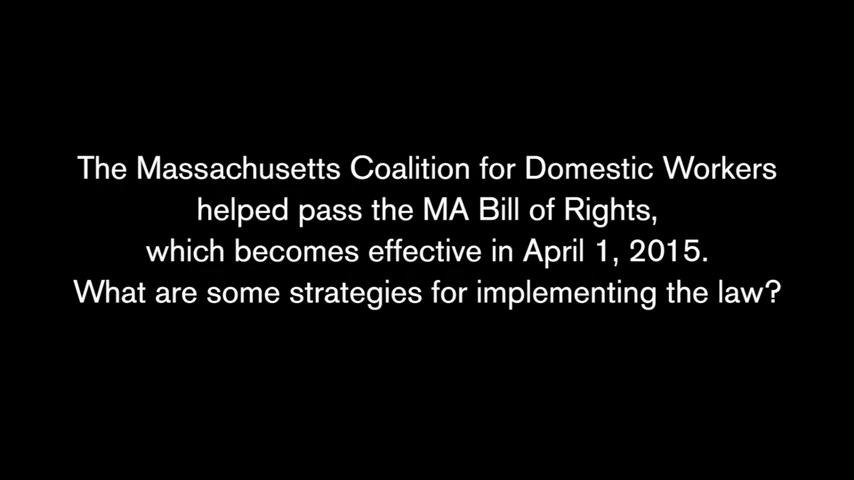 The Massachusetts Coalition for Domestic Workers
helped pass the MA Bill of Rights,
which becomes effective in April 1, 2015.
What are some strategies for implementing the law?